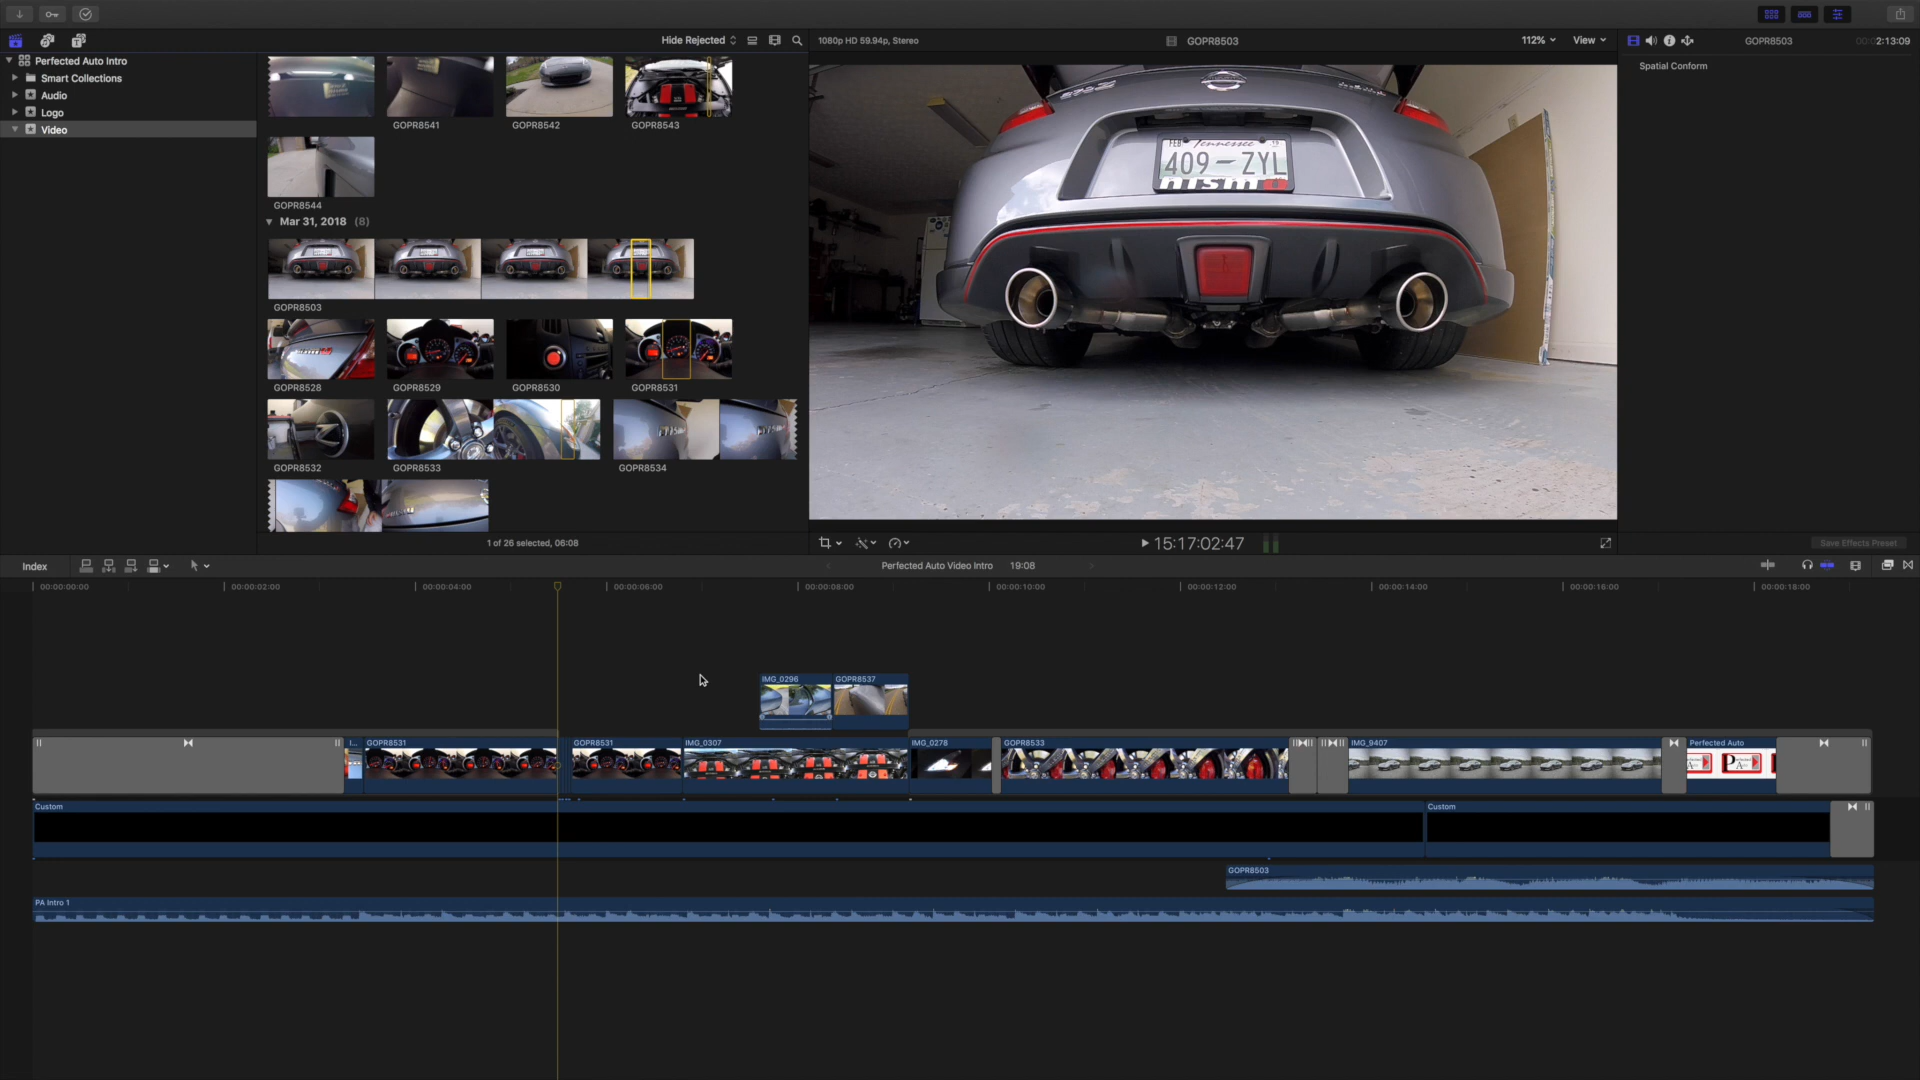 Hide Rejected
1080p HD 59.94p, Stereo
GOPR8503
112%
View
GOPR8503
2:13:09
Perfected Auto Intro
Smart Collections
Audio
Logo
Video
GOPR8541
GOPR8542
GOPR8543
GOPR8544
Mar 31, 2018 (8)
GOPR8503
GOPR8528
GOPR8529
GOPR8530
GOPR8531
GOPR8532
GOPR8533
GOPR8534
1 of 26 selected, 06:08
FEB Tennessee
409 - ZYL
nismo
Spatial Conform
15:17:02:47
Save Effects Preset
Index
Perfected Auto Video Intro
19:08
00:00:00:00
00:00:02:00
00:00:04:00
00:00:06:00
00:00:08:00
00:00:10:00
00:00:12:00
00:00:14:00
00:00:16:00
00:00:18:00
IMG_0296
GOPR8537
I...
GOPR8531
GOPR8531
IMG_0307
IMG_0278
GOPR8533
IMG_9407
Perfected Auto
Custom
Custom
GOPR8503
PA Intro 1